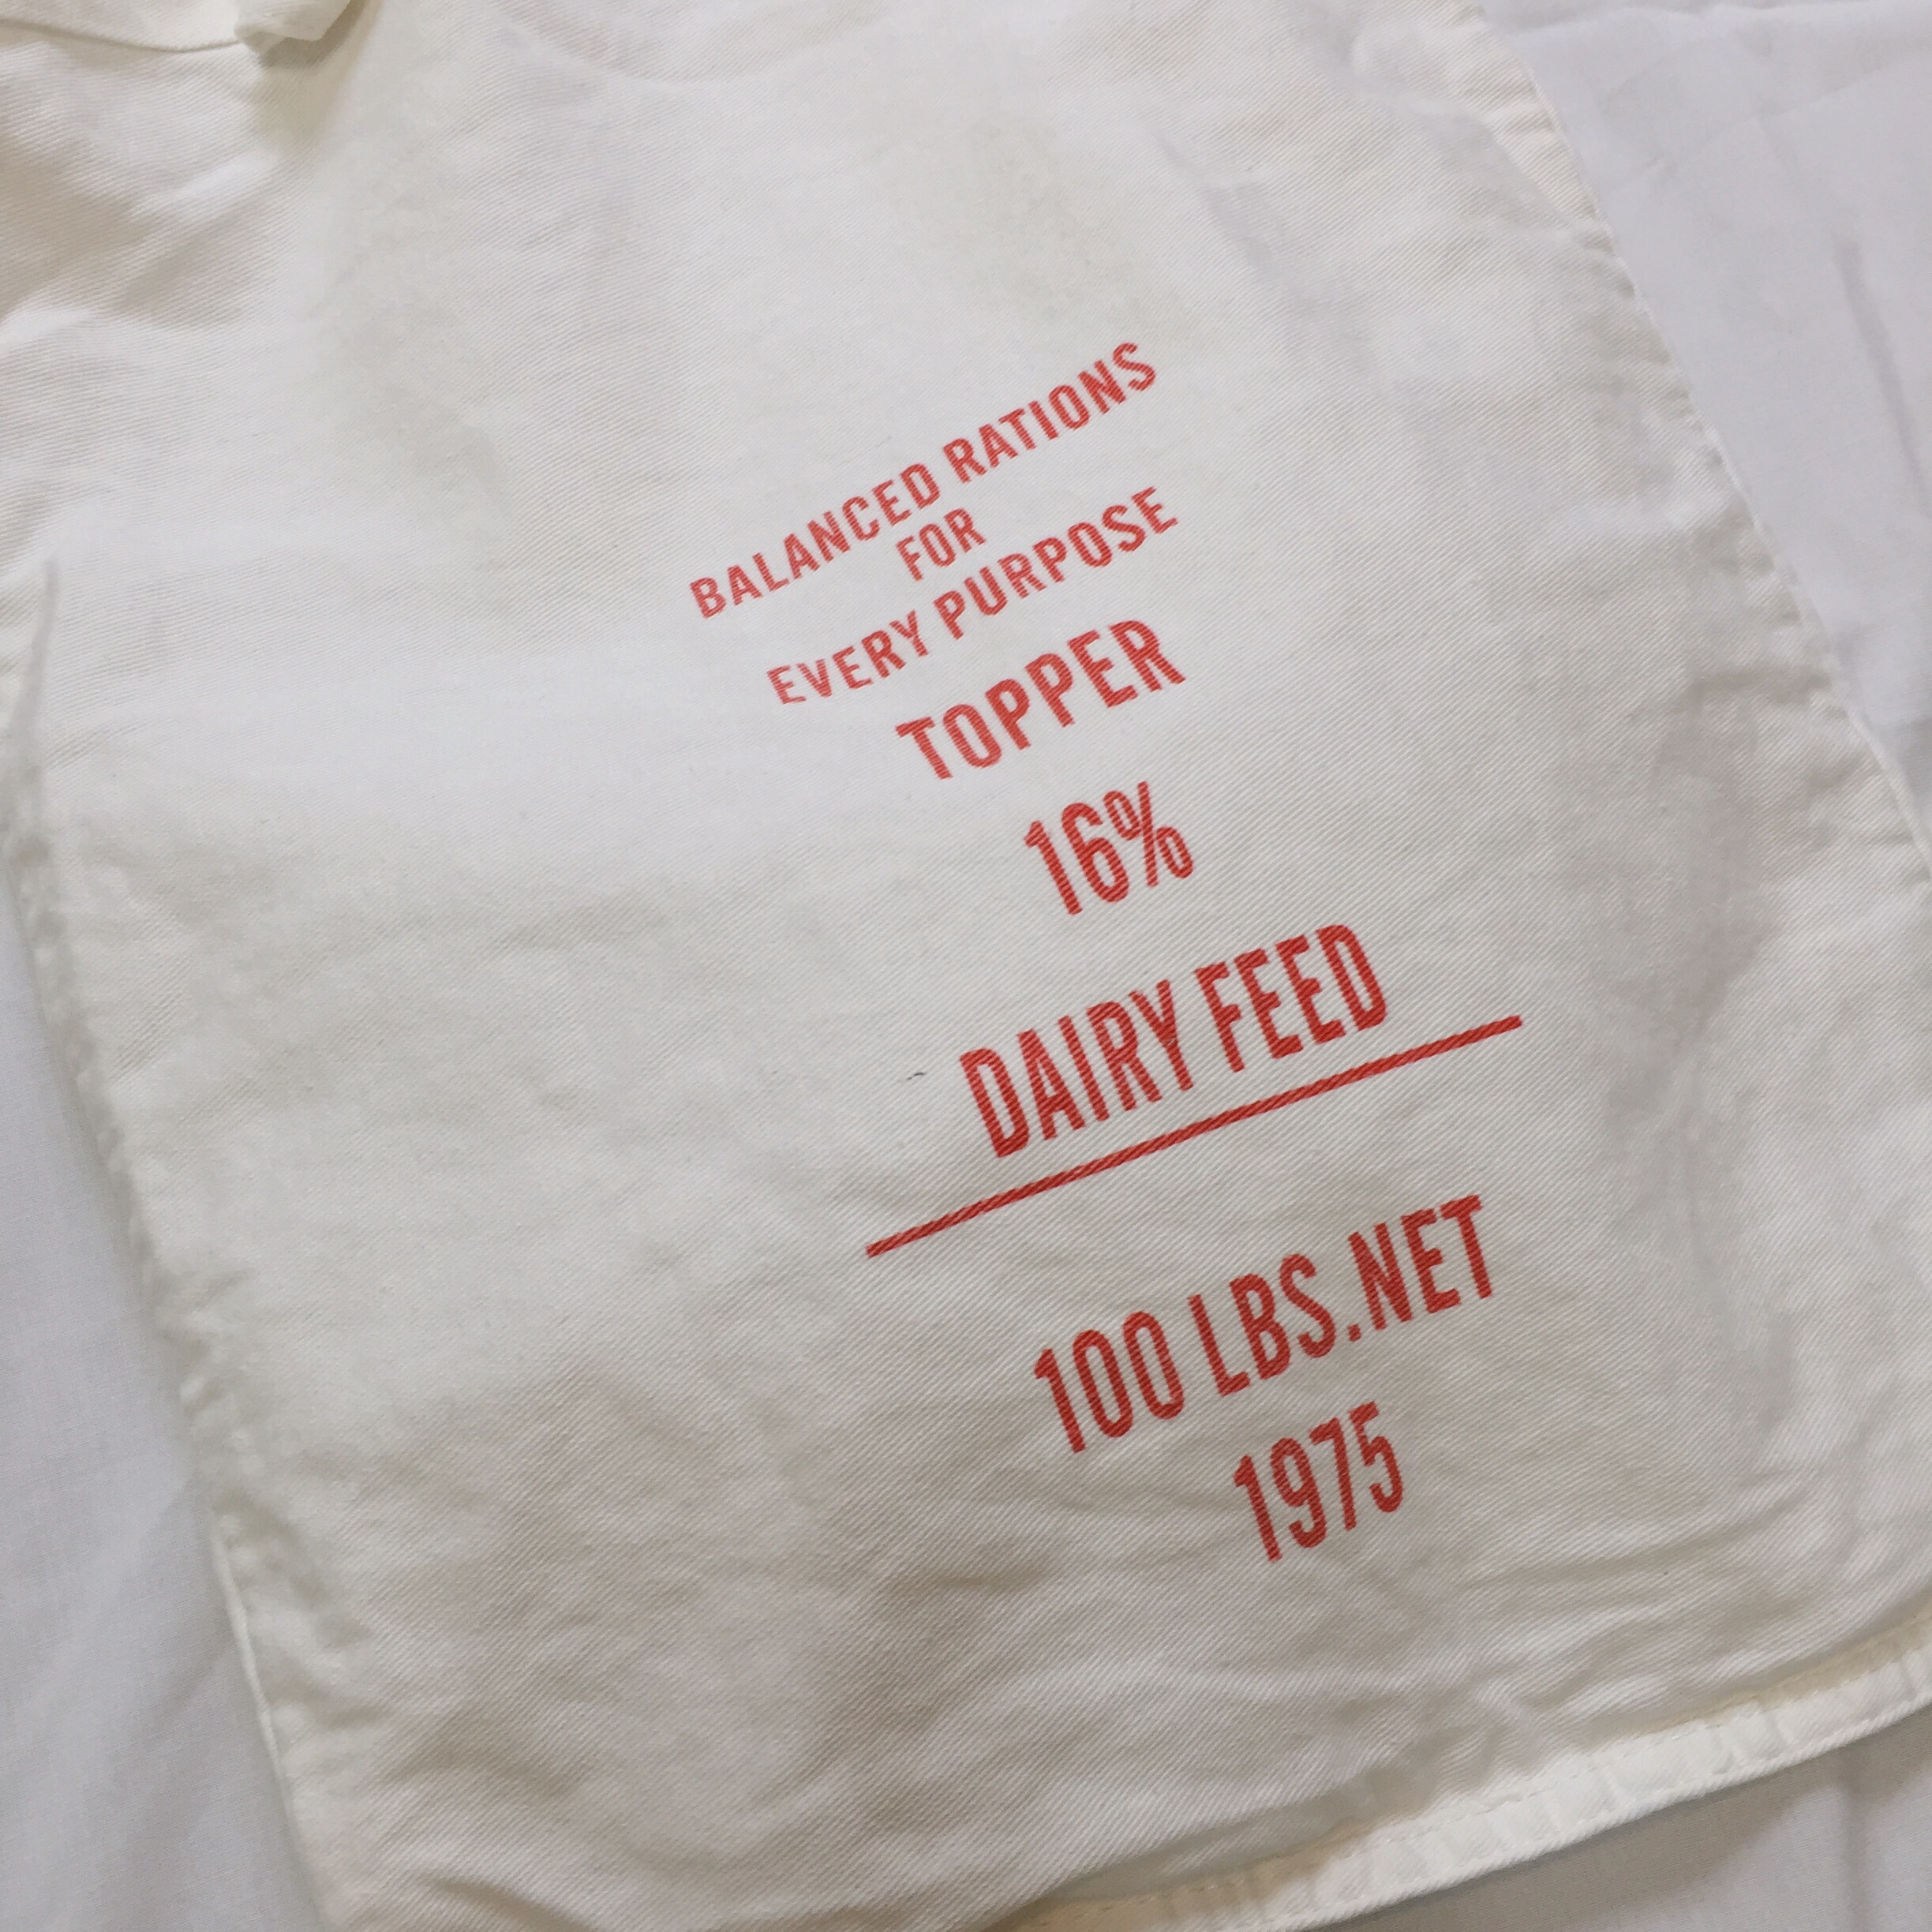 BALANCED RATIONS
FOR
EVERY PURPOSE
TOPPER
16%
DAIRY FEED
100 LBS.NET
1975